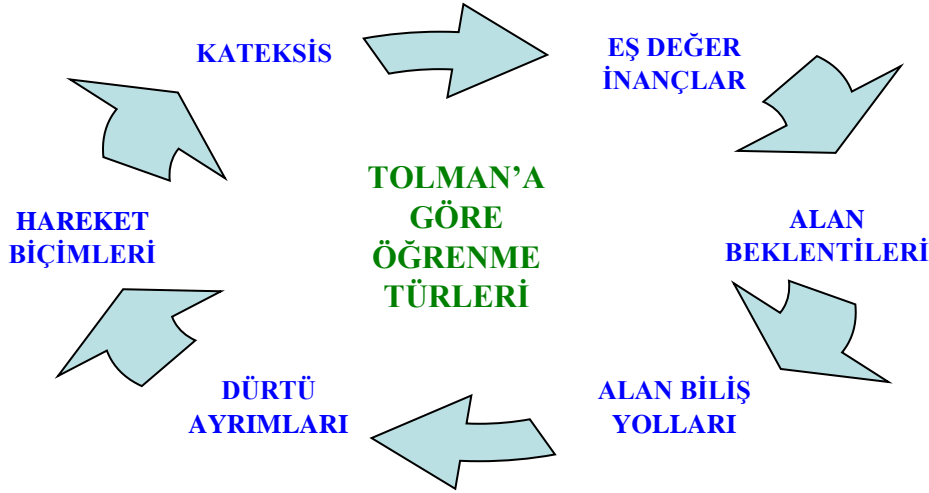 KATEKSİS
EŞ DEĞER
İNANÇLAR
TOLMAN’A
GÖRE
ÖĞRENME
TÜRLERİ
ALAN
BEKLENTİLERİ
ALAN BİLİŞ
YOLLARI
DÜRTÜ
AYRIMLARI
HAREKET
BİÇİMLERİ